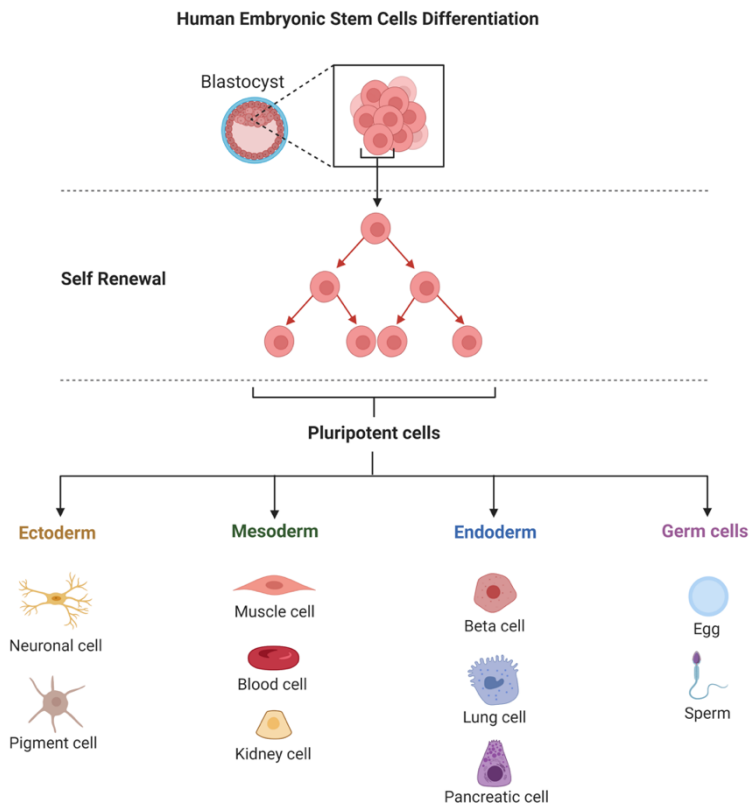 Human Embryonic Stem Cells Differentiation
Blastocyst
Self Renewal
Pluripotent cells
Ectoderm
Mesoderm
Endoderm
Germ cells
Neuronal cell
Muscle cell
Beta cell
Egg
Pigment cell
Blood cell
Lung cell
Sperm
Kidney cell
Pancreatic cell